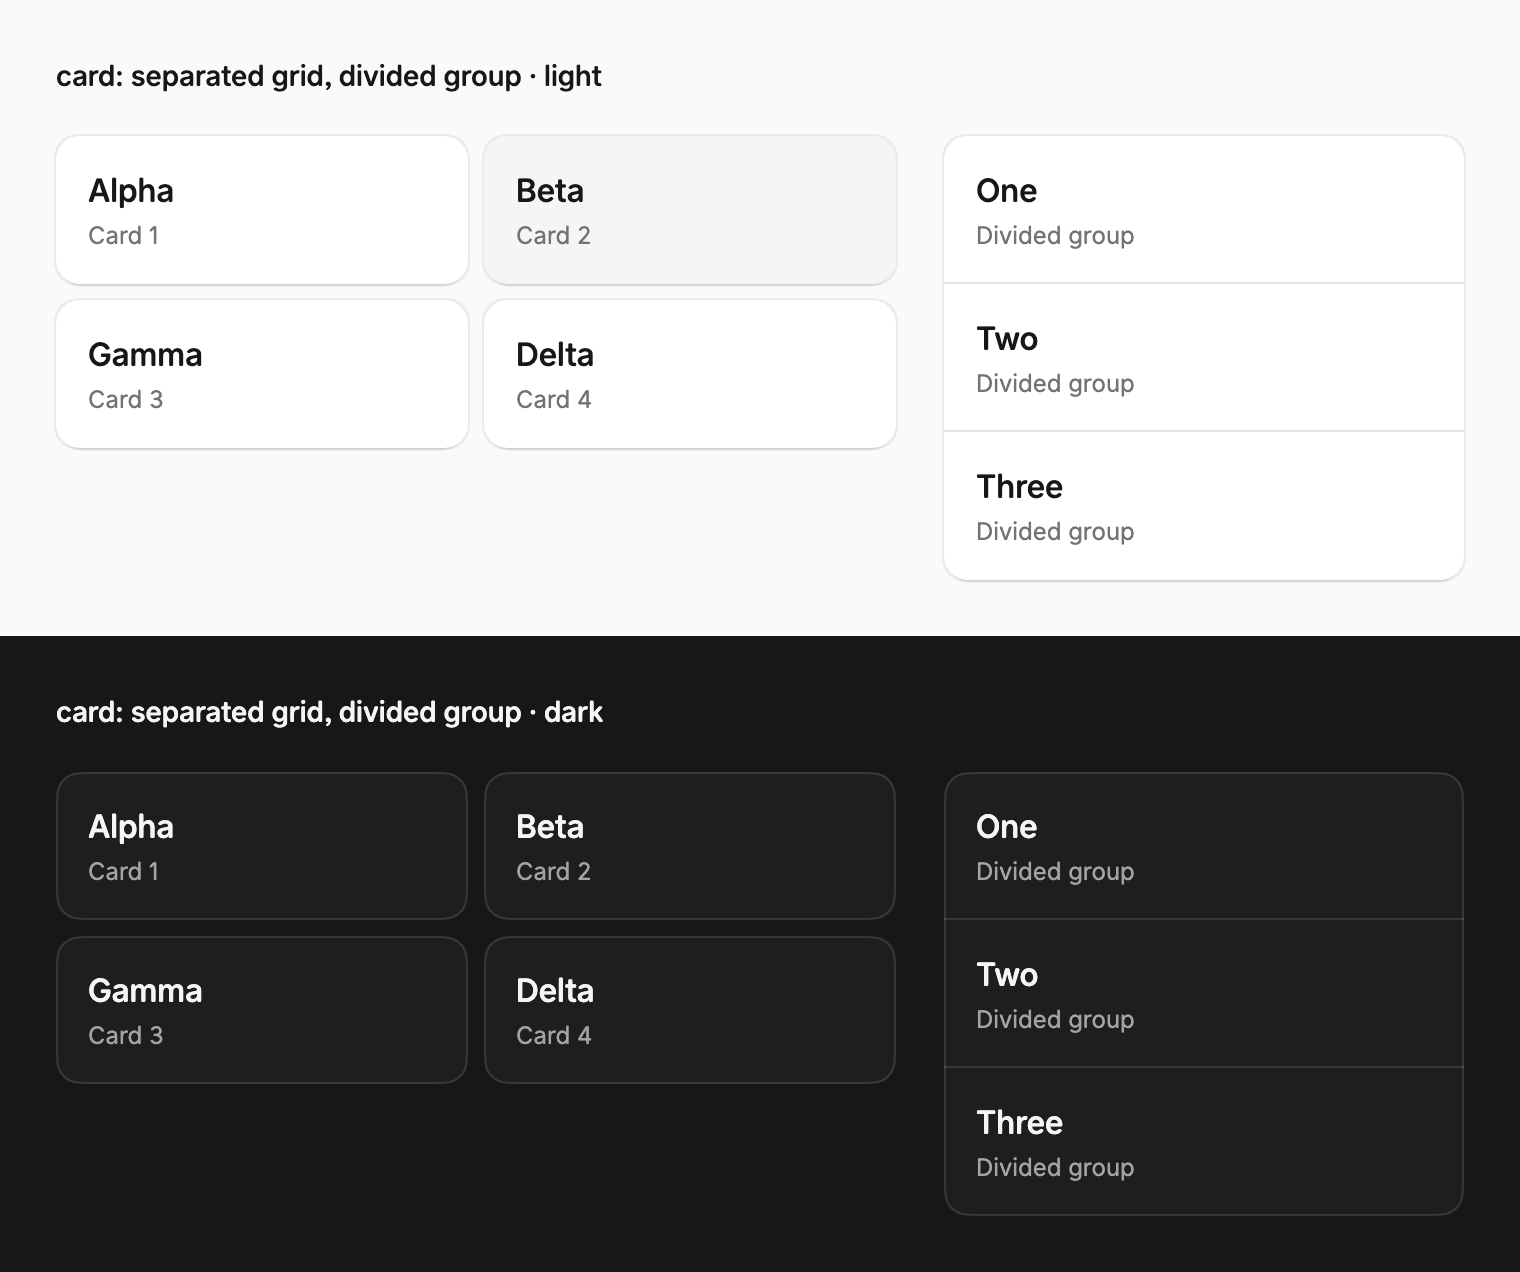 card: separated grid, divided group · light
Alpha
Card 1
Beta
Card 2
Gamma
Card 3
Delta
Card 4
One
Divided group
Two
Divided group
Three
Divided group
card: separated grid, divided group · dark
Alpha
Card 1
Beta
Card 2
Gamma
Card 3
Delta
Card 4
One
Divided group
Two
Divided group
Three
Divided group